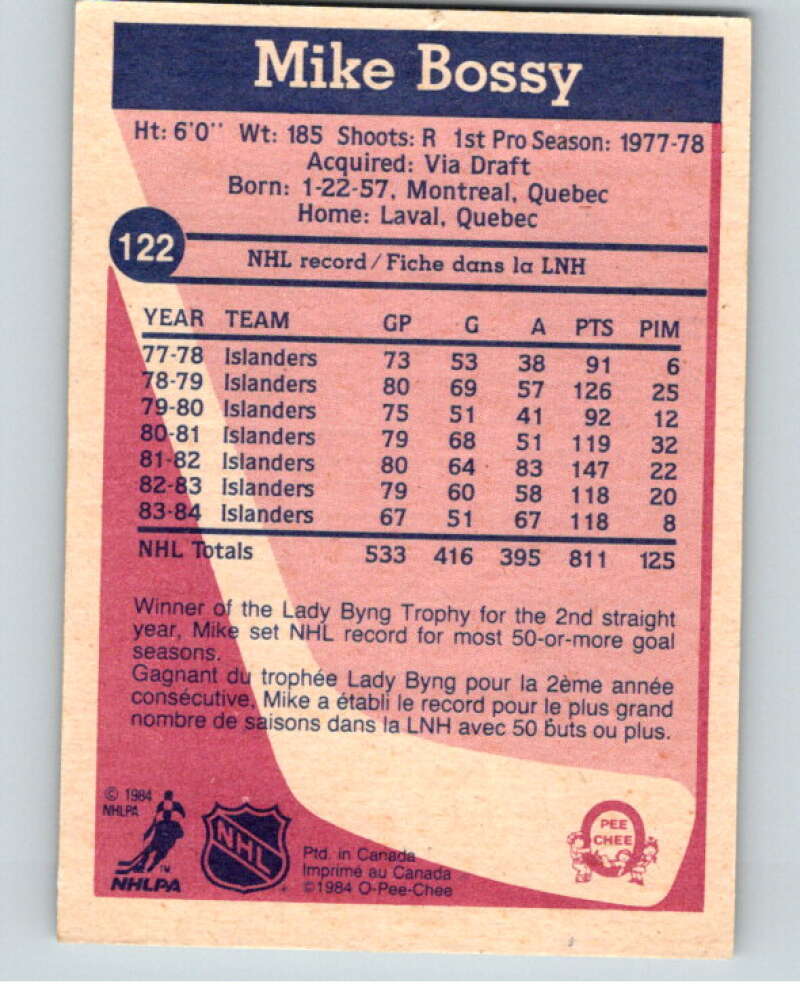 Mike Bossy
Ht: 6'0'' Wt: 185 Shoots: R 1st Pro Season: 1977-78
Acquired: Via Draft
Born: 1-22-57, Montreal, Quebec
Home: Laval, Quebec
122
NHL record / Fiche dans la LNH
YEAR TEAM GP G A PTS PIM
77-78 Islanders 73 53 38 91 6
78-79 Islanders 80 69 57 126 25
79-80 Islanders 75 51 41 92 12
80-81 Islanders 79 68 51 119 32
81-82 Islanders 80 64 83 147 22
82-83 Islanders 79 60 58 118 20
83-84 Islanders 67 51 67 118 8
NHL Totals 533 416 395 811 125
Winner of the Lady Byng Trophy for the 2nd straight
year, Mike set NHL record for most 50-or-more goal
seasons.
Gagnant du trophée Lady Byng pour la 2ème année
consécutive, Mike a établi le record pour le plus grand
nombre de saisons dans la LNH avec 50 buts ou plus.
© 1984
NHLPA
TM
NHLPA
NHL
Ptd. in Canada
Imprimé au Canada
©1984 O-Pee-Chee
PEE
CHEE